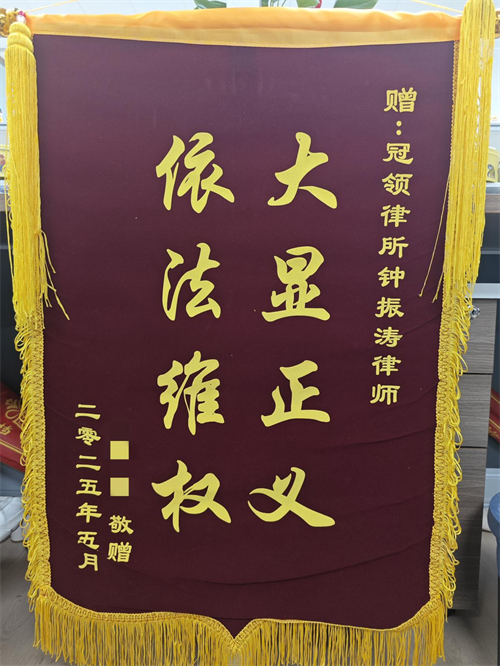 赠：冠领律所钟振涛律师
大显正义
依法维权
敬赠
二零二五年五月